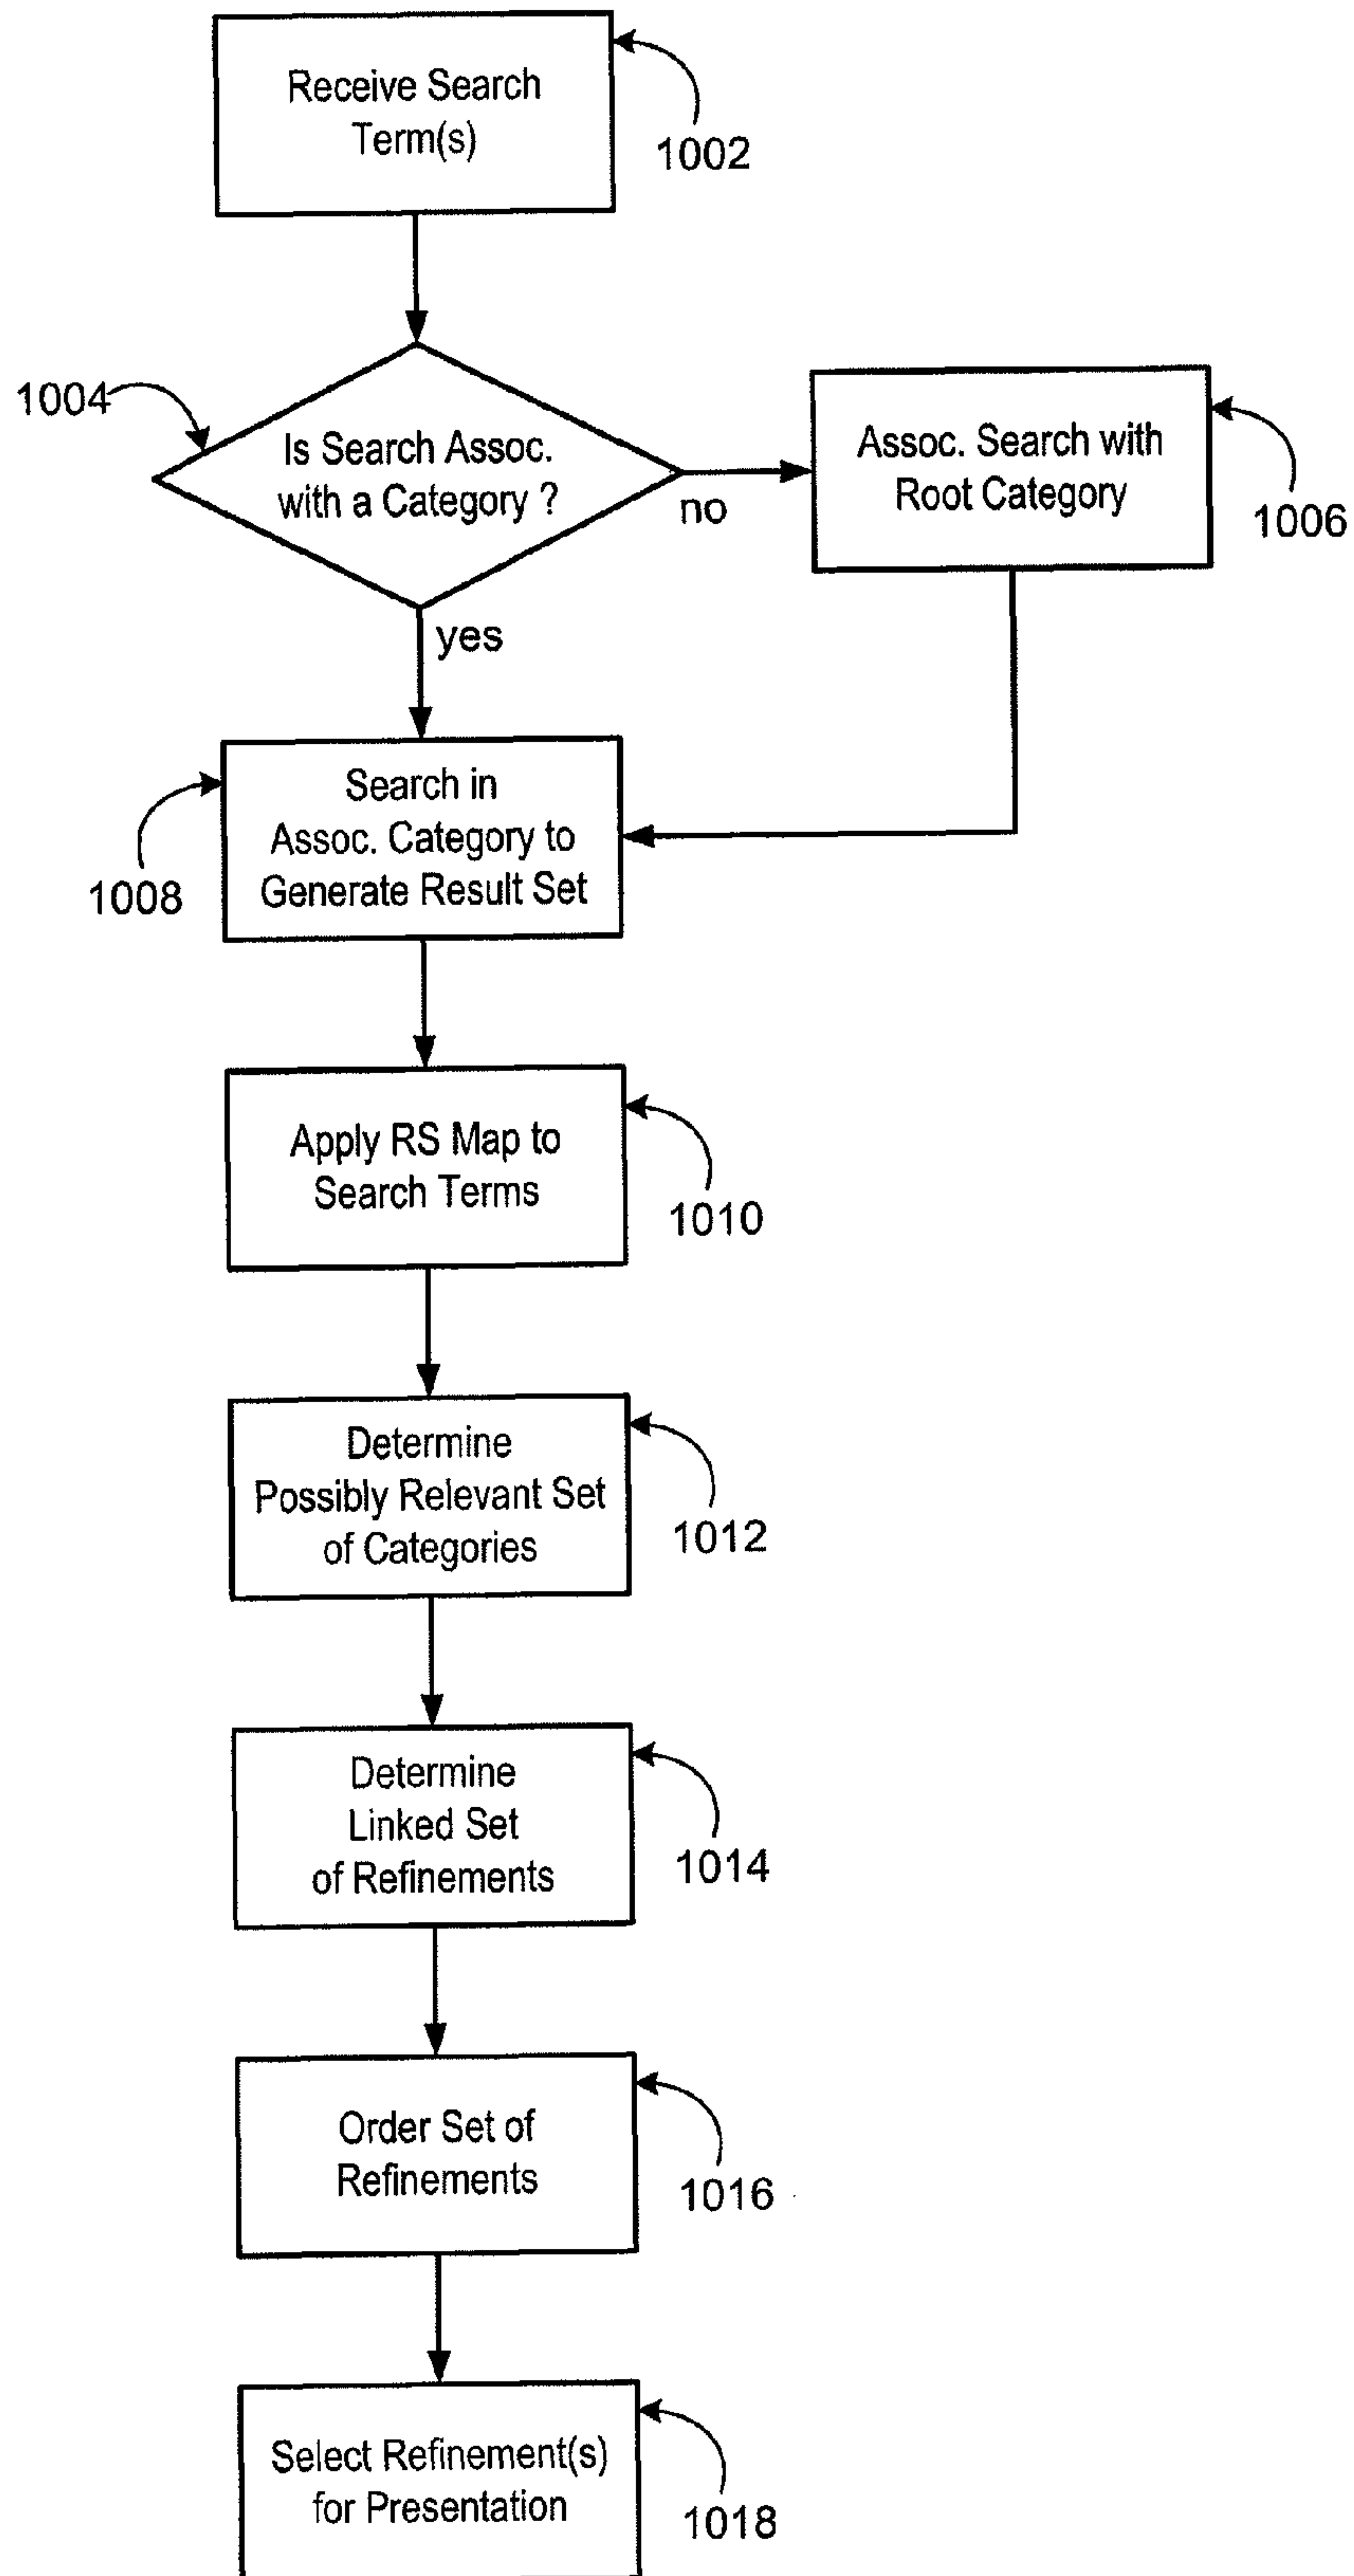 Receive Search
Term(s)
1002
1004
Is Search Assoc.
with a Category ?
no
Assoc. Search with
Root Category
1006
yes
Search in
Assoc. Category to
Generate Result Set
1008
Apply RS Map to
Search Terms
1010
Determine
Possibly Relevant Set
of Categories
1012
Determine
Linked Set
of Refinements
1014
Order Set of
Refinements
1016
Select Refinement(s)
for Presentation
1018